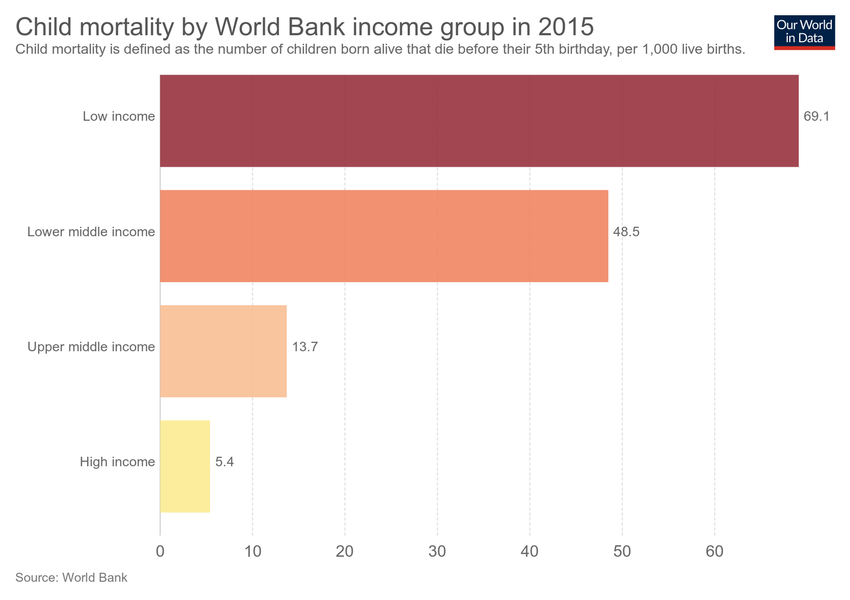 Child mortality by World Bank income group in 2015
Child mortality is defined as the number of children born alive that die before their 5th birthday, per 1,000 live births.
Our World
in Data
Low income
69.1
Lower middle income
48.5
Upper middle income
13.7
High income
5.4
0 10 20 30 40 50 60
Source: World Bank